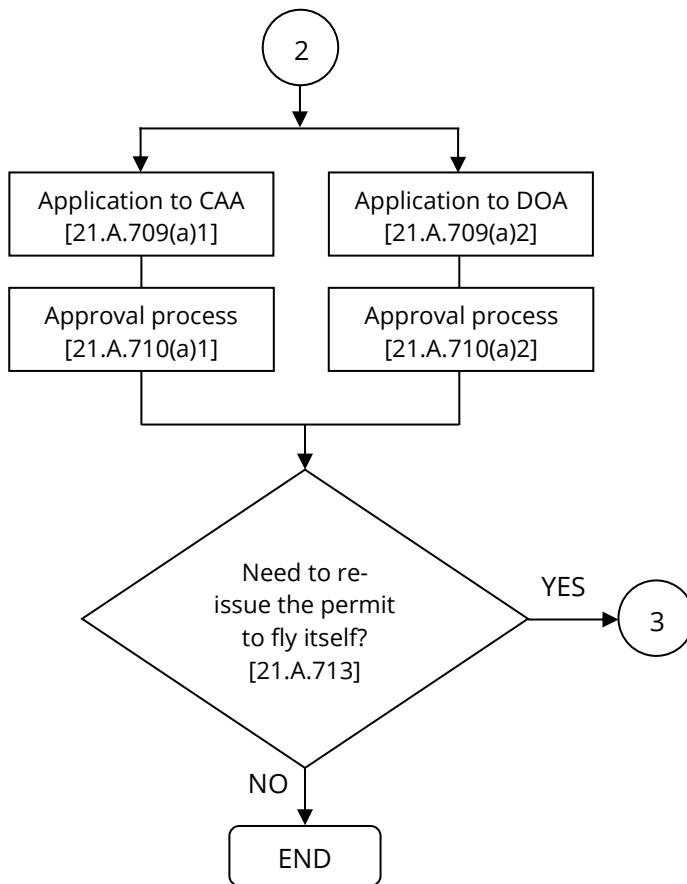 2
Application to CAA
[21.A.709(a)1]
Application to DOA
[21.A.709(a)2]
Approval process
[21.A.710(a)1]
Approval process
[21.A.710(a)2]
Need to re-
issue the permit
to fly itself?
[21.A.713]
YES
3
NO
END